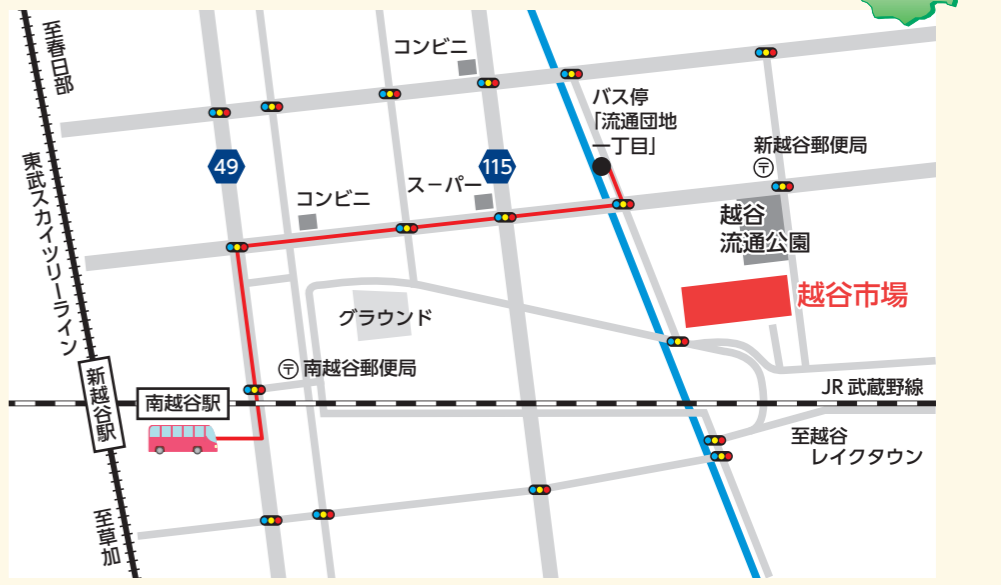 至春日部
コンビニ
バス停
「流通団地
一丁目」
新越谷郵便局
〒
49
115
東武スカイツリーライン
コンビニ
スーパー
越谷
流通公園
越谷市場
グラウンド
〒南越谷郵便局
JR 武蔵野線
新越谷駅
南越谷駅
至越谷
レイクタウン
至草加